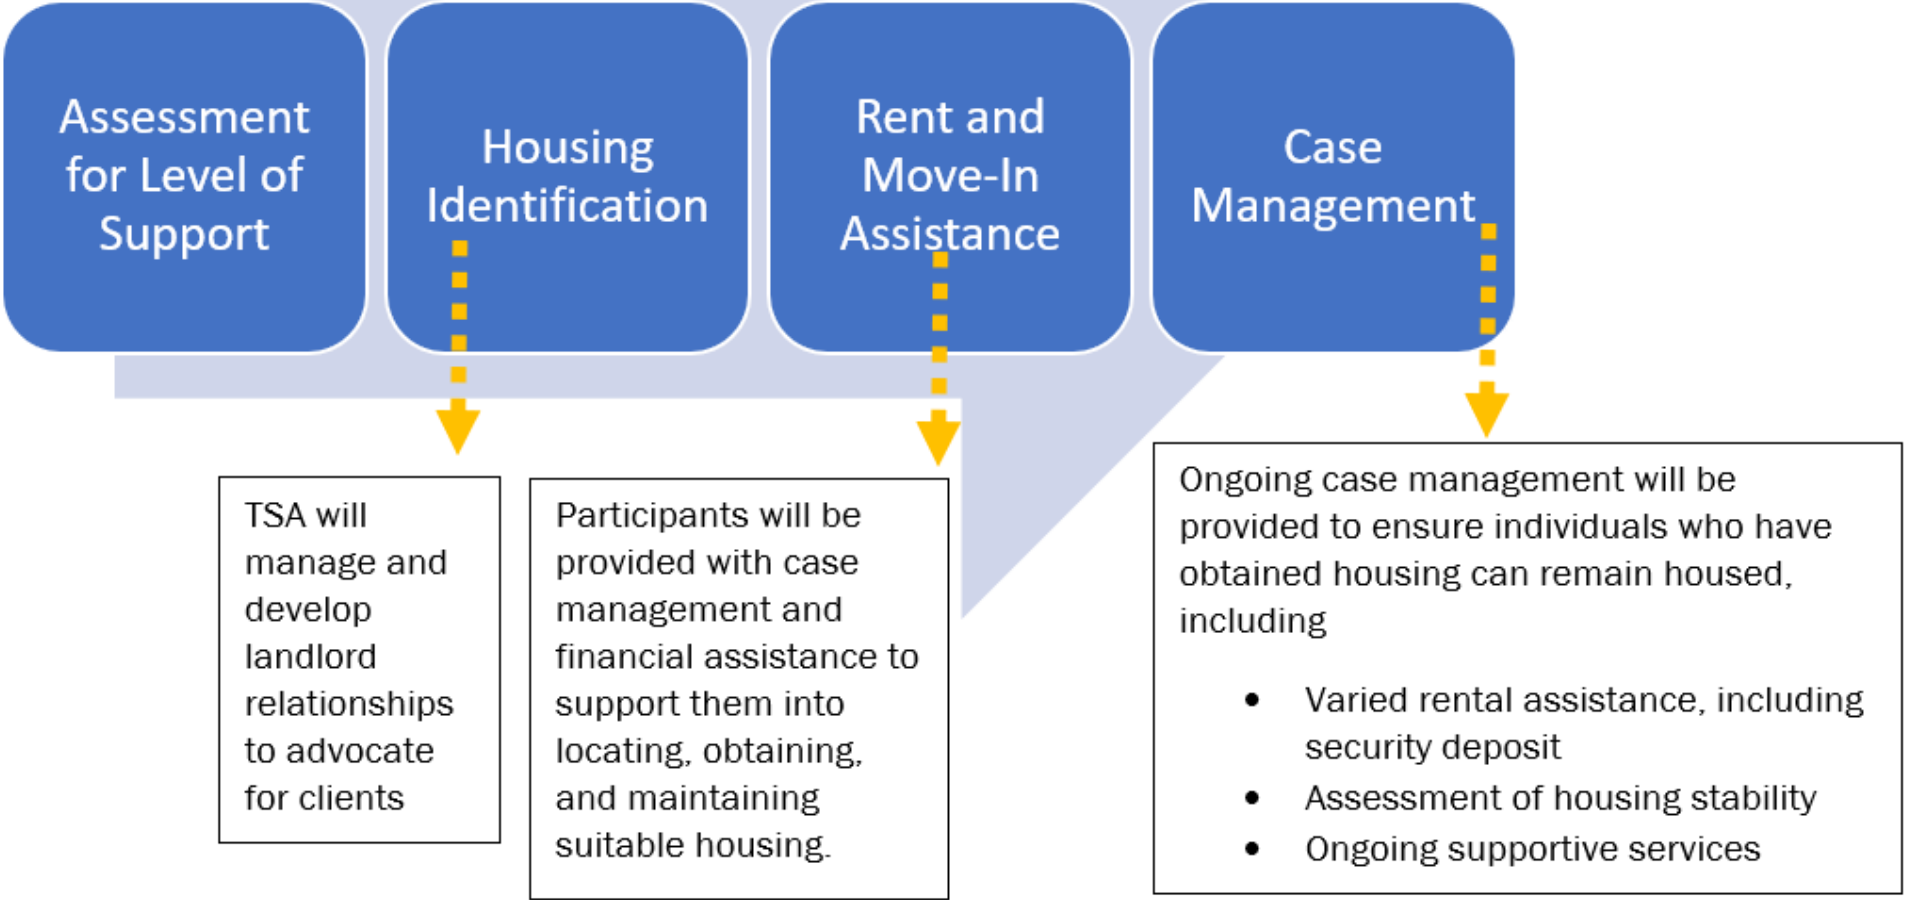 Assessment
for Level of
Support
Housing
Identification
Rent and
Move-In
Assistance
Case
Management
TSA will
manage and
develop
landlord
relationships
to advocate
for clients
Participants will be
provided with case
management and
financial assistance to
support them into
locating, obtaining,
and maintaining
suitable housing.
Ongoing case management will be
provided to ensure individuals who have
obtained housing can remain housed,
including
• Varied rental assistance, including
security deposit
• Assessment of housing stability
• Ongoing supportive services